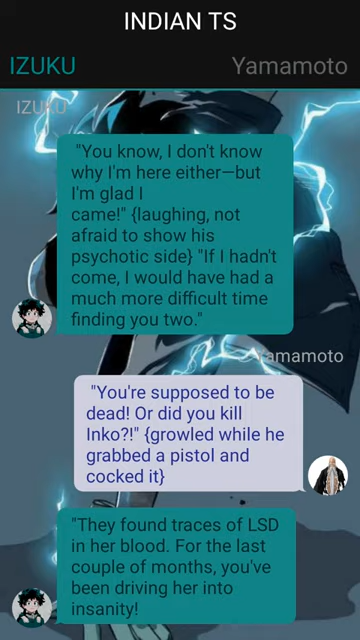 INDIAN TS
IZUKU Yamamoto
IZUKU
"You know, I don't know
why I'm here either—but
I'm glad I
came!" {laughing, not
afraid to show his
psychotic side} "If I hadn't
come, I would have had a
much more difficult time
finding you two."
Yamamoto
"You're supposed to be
dead! Or did you kill
Inko?!" {growled while he
grabbed a pistol and
cocked it}
"They found traces of LSD
in her blood. For the last
couple of months, you've
been driving her into
insanity!